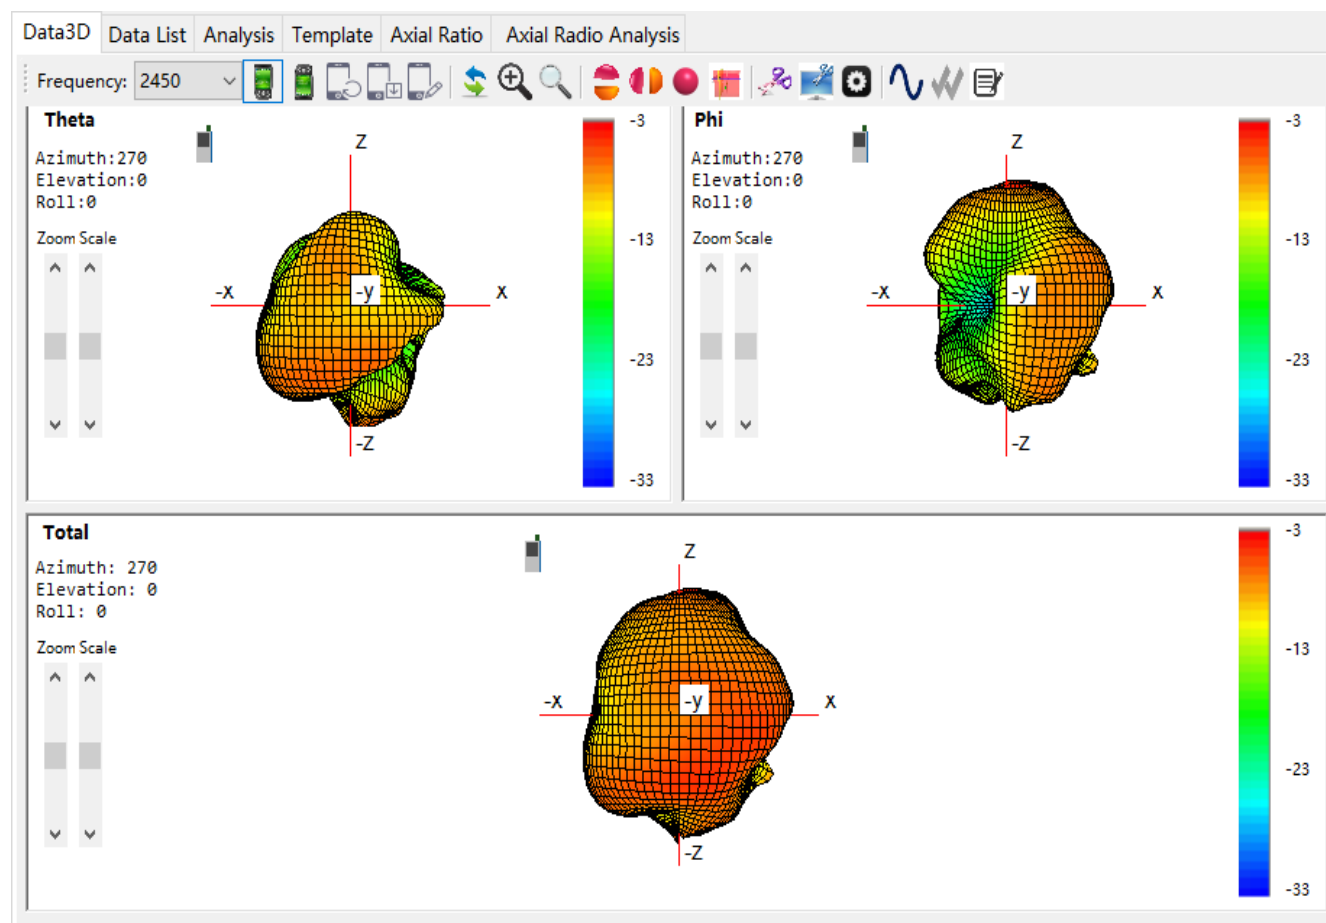 Data3D Data List Analysis Template Axial Ratio Axial Radio Analysis
Frequency: 2450
Theta
Azimuth:270
Elevation:0
Roll:0
Zoom Scale
Z
-X
-y
X
-Z
-3
-13
-23
-33
Phi
Azimuth:270
Elevation:0
Roll:0
Zoom Scale
Z
-X
-y
X
-Z
-3
-13
-23
-33
Total
Azimuth: 270
Elevation: 0
Roll: 0
Zoom Scale
Z
-X
-y
X
-Z
-3
-13
-23
-33